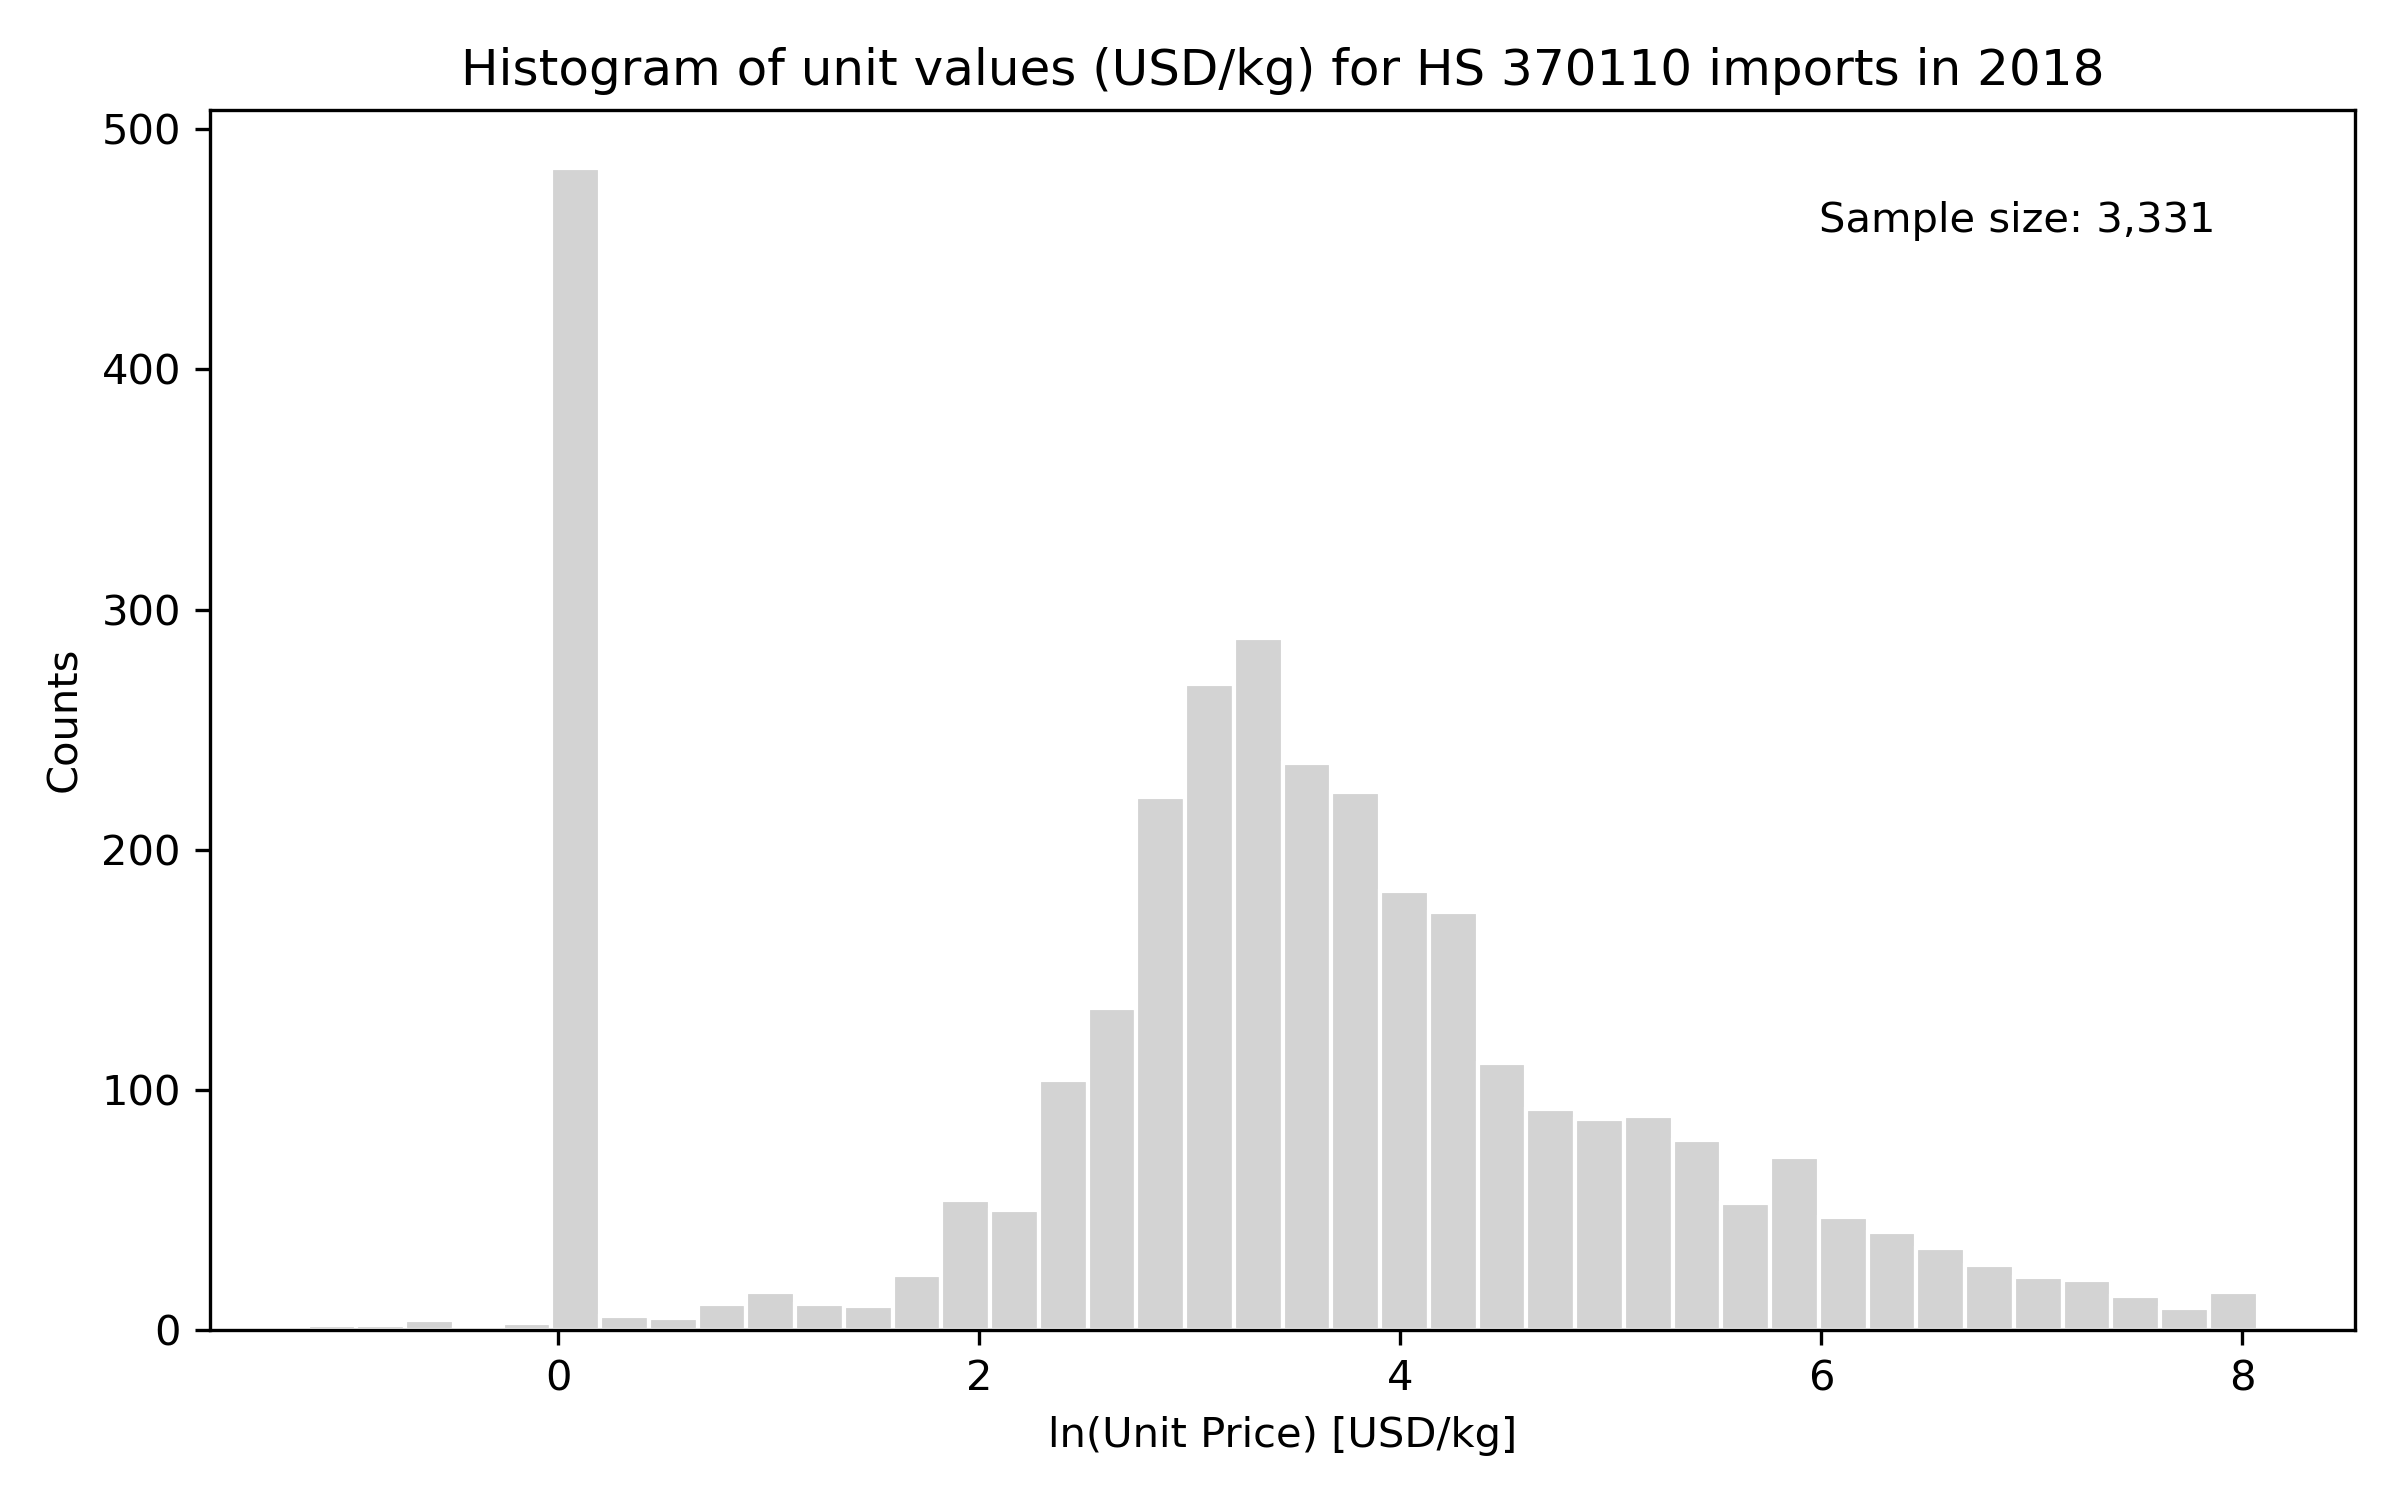 Histogram of unit values (USD/kg) for HS 370110 imports in 2018
500
400
300
200
100
0
Counts
Sample size: 3,331
0 2 4 6 8
ln(Unit Price) [USD/kg]